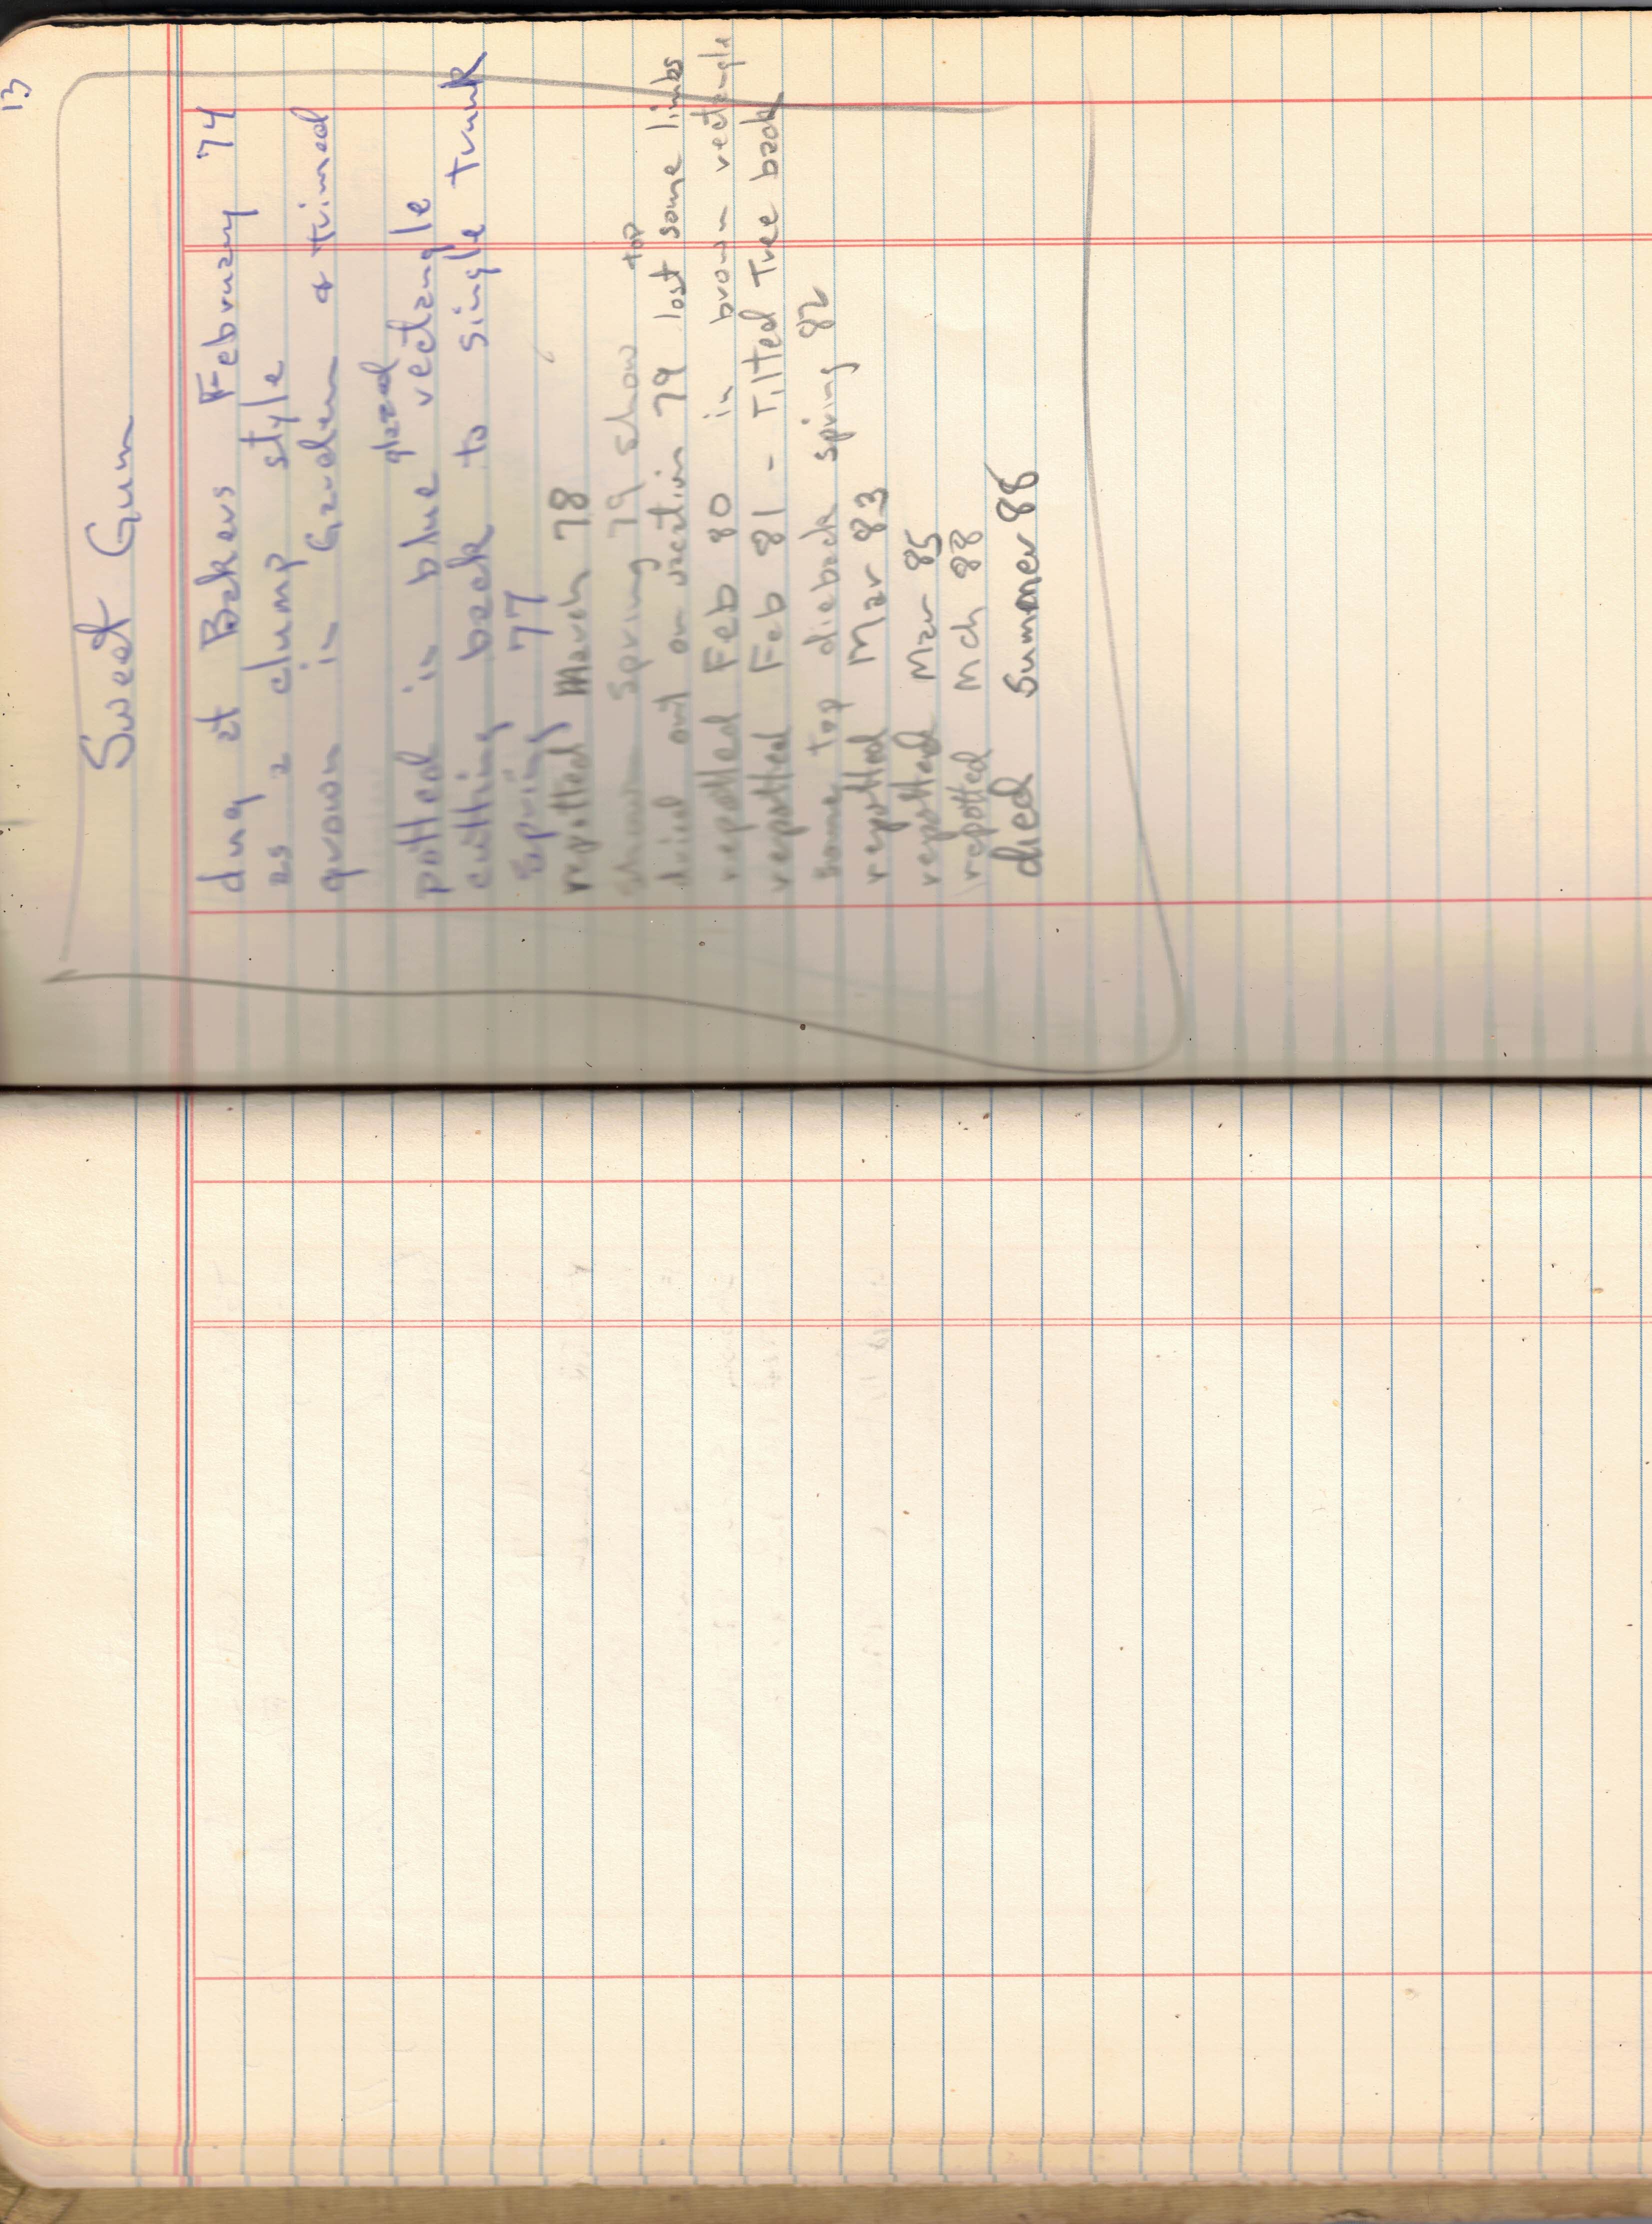 13
Sweet Gum
dug at Bakers February 74
as a clump style
grown in Garden & trimed
glazed
potted in blue rectangle
cutting back to single trunk
spring 77
repotted March 78
shown spring 79 show
top
dried out on vacation 79 lost some limbs
repotted Feb 80 in brown rectangle
repotted Feb 81 - Tilted Tree back
some top dieback spring 82
repotted Mar 83
repotted Mar 85
repotted Mch 88
died summer 88